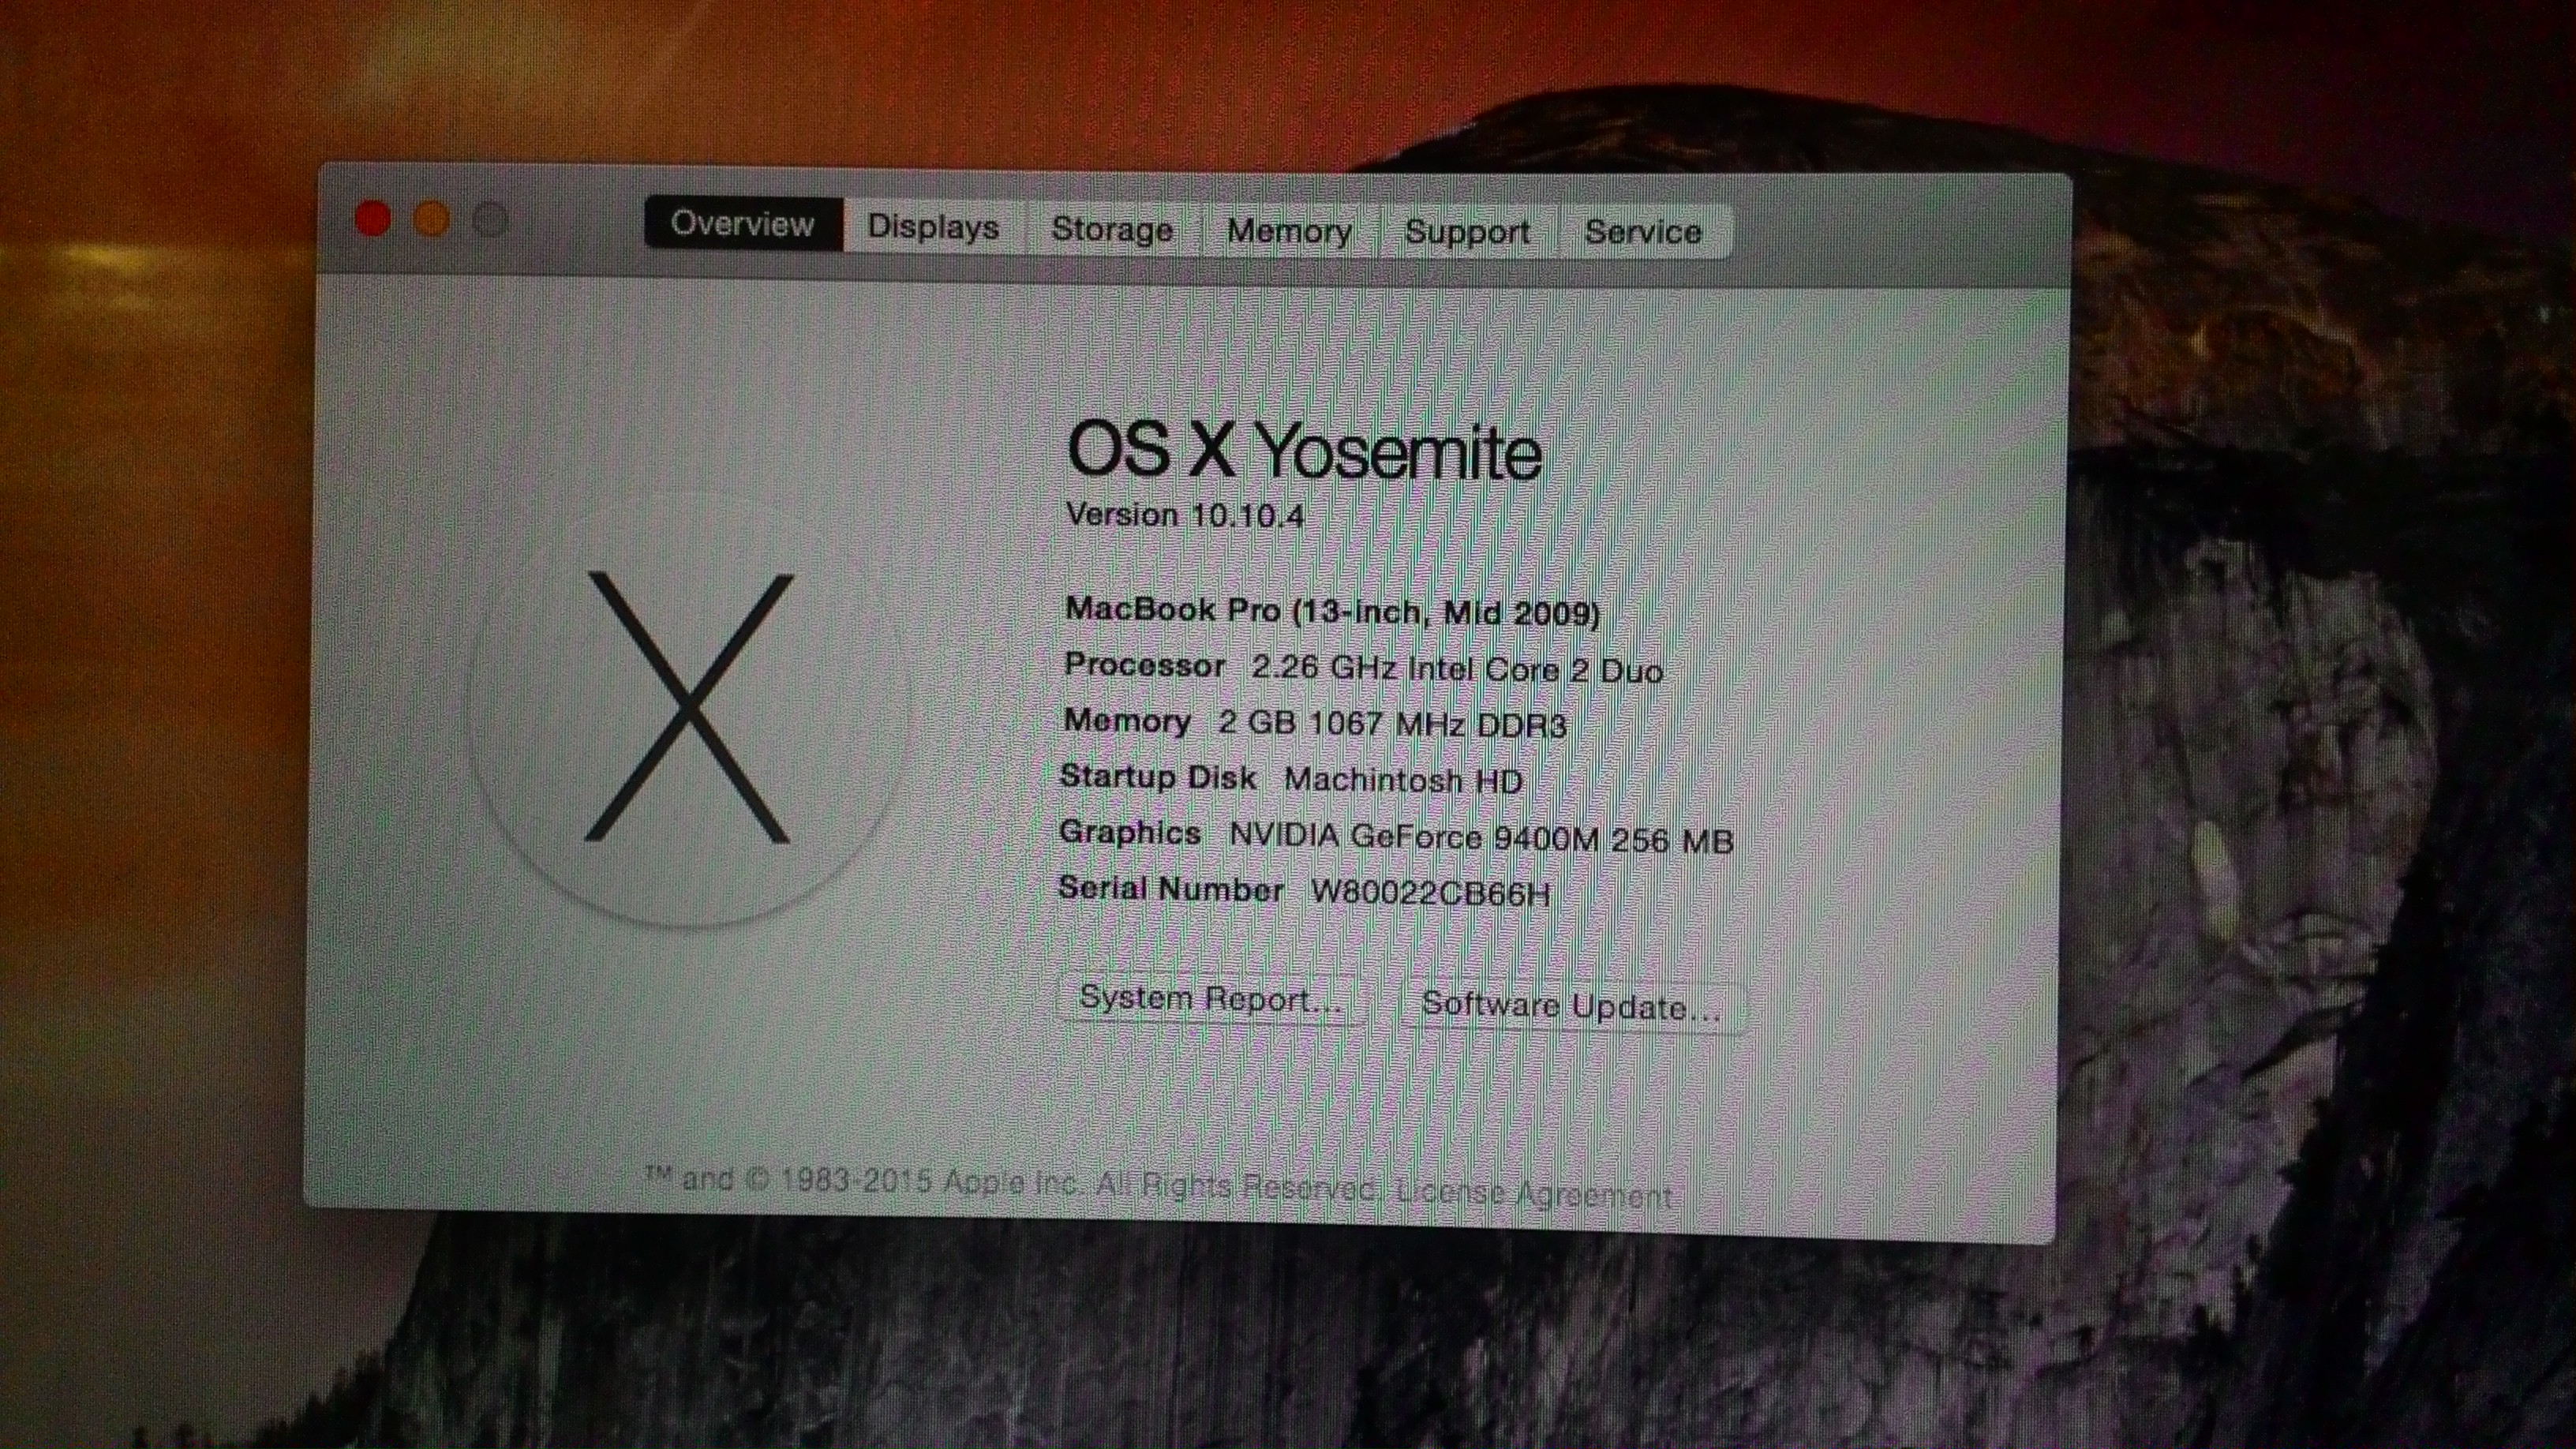 Overview Displays Storage Memory Support Service
OS X Yosemite
Version 10.10.4
MacBook Pro (13-inch, Mid 2009)
Processor 2.26 GHz Intel Core 2 Duo
Memory 2 GB 1067 MHz DDR3
Startup Disk Machintosh HD
Graphics NVIDIA GeForce 9400M 256 MB
Serial Number W80022CB66H
System Report... Software Update...
™ and © 1983-2015 Apple Inc. All Rights Reserved. License Agreement